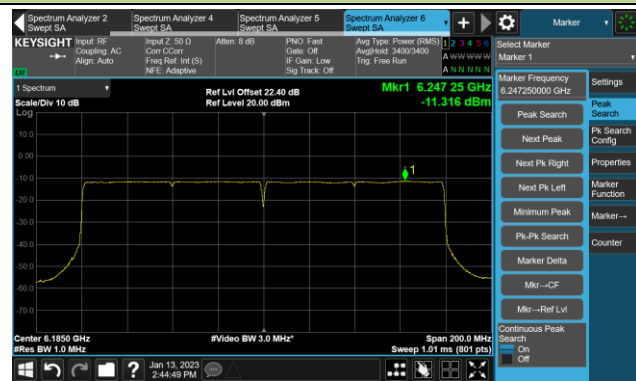 Spectrum Analyzer 2
Swept SA
Spectrum Analyzer 4
Swept SA
Spectrum Analyzer 5
Swept SA
Spectrum Analyzer 6
Swept SA
+
Marker
KEYSIGHT
Input: RF
Coupling: AC
Align: Auto
Input Z: 50 Ω
Corr CCorr
Freq Ref: Int (S)
NFE: Adaptive
Atten: 8 dB
PNO: Fast
Gate: Off
IF Gain: Low
Sig Track: Off
Avg Type: Power (RMS)
Avg|Hold: 3400/3400
Trig: Free Run
1 2 3 4 5 6
A W W W W W
A N N N N N
LW
Select Marker
Marker 1
1 Spectrum
Scale/Div 10 dB
Log
Ref Lvl Offset 22.40 dB
Ref Level 20.00 dBm
Mkr1 6.247 25 GHz
-11.316 dBm
10.0
0.00
-10.0
-20.0
-30.0
-40.0
-50.0
-60.0
-70.0
1
Center 6.1850 GHz
#Res BW 1.0 MHz
#Video BW 3.0 MHz*
Span 200.0 MHz
Sweep 1.01 ms (801 pts)
Marker Frequency
6.247250000 GHz
Peak Search
Next Peak
Next Pk Right
Next Pk Left
Minimum Peak
Pk-Pk Search
Marker Delta
Mkr→CF
Mkr→Ref Lvl
Continuous Peak
Search
On
Off
Settings
Peak
Search
Pk Search
Config
Properties
Marker
Function
Marker→
Counter
?
Jan 13, 2023
2:44:49 PM